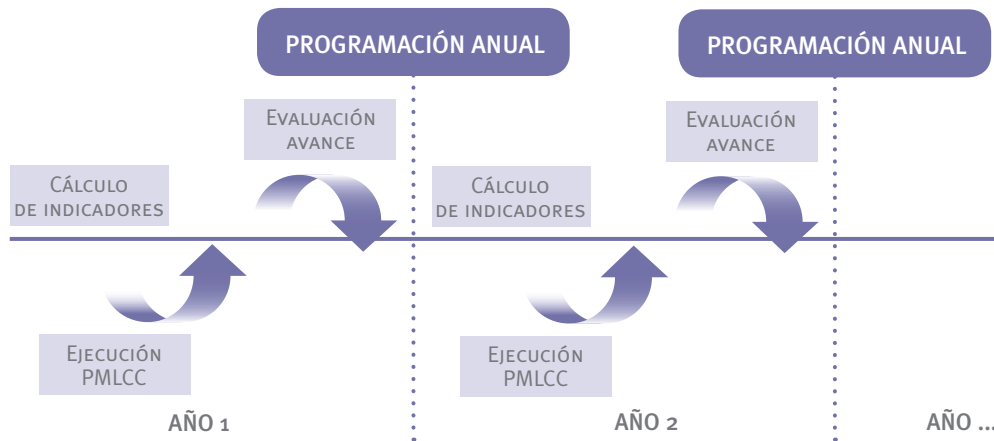 PROGRAMACIÓN ANUAL
PROGRAMACIÓN ANUAL
EVALUACIÓN
AVANCE
EVALUACIÓN
AVANCE
CÁLCULO
DE INDICADORES
CÁLCULO
DE INDICADORES
EJECUCIÓN
PMLCC
EJECUCIÓN
PMLCC
AÑO 1
AÑO 2
AÑO ...